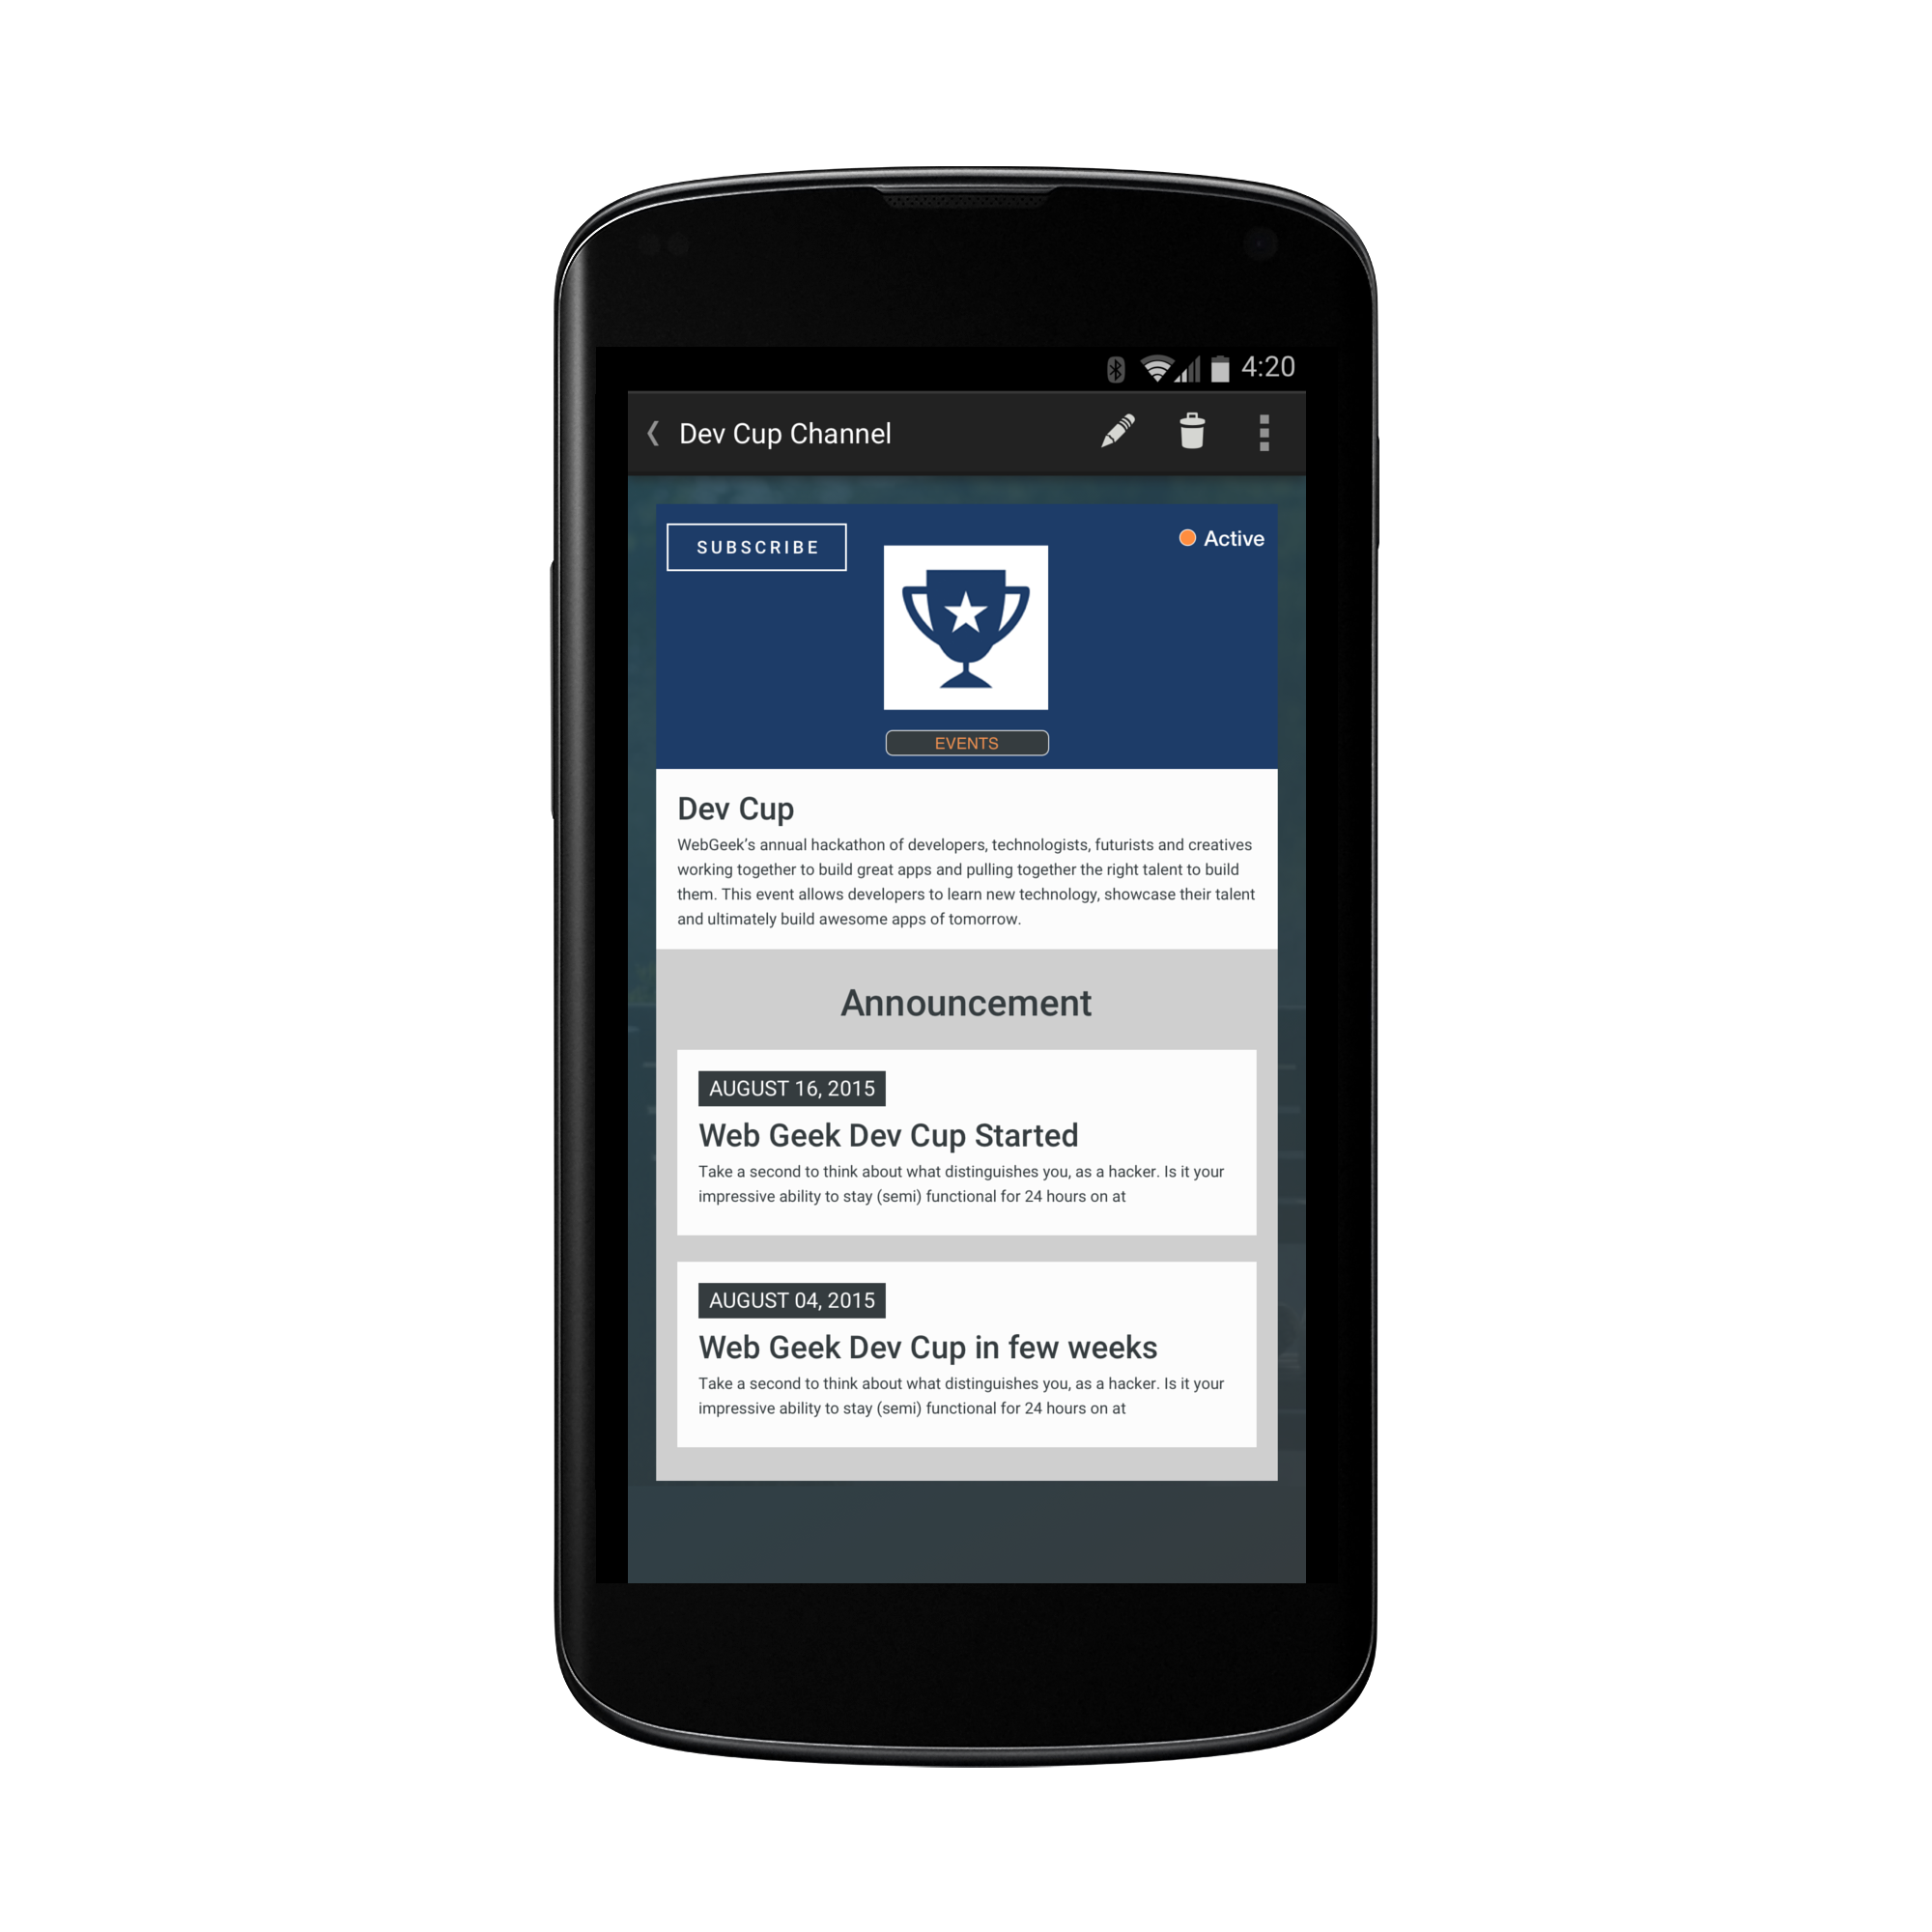 4:20
Dev Cup Channel
SUBSCRIBE
Active
EVENTS
Dev Cup
WebGeek’s annual hackathon of developers, technologists, futurists and creatives
working together to build great apps and pulling together the right talent to build
them. This event allows developers to learn new technology, showcase their talent
and ultimately build awesome apps of tomorrow.
Announcement
AUGUST 16, 2015
Web Geek Dev Cup Started
Take a second to think about what distinguishes you, as a hacker. Is it your
impressive ability to stay (semi) functional for 24 hours on at
AUGUST 04, 2015
Web Geek Dev Cup in few weeks
Take a second to think about what distinguishes you, as a hacker. Is it your
impressive ability to stay (semi) functional for 24 hours on at